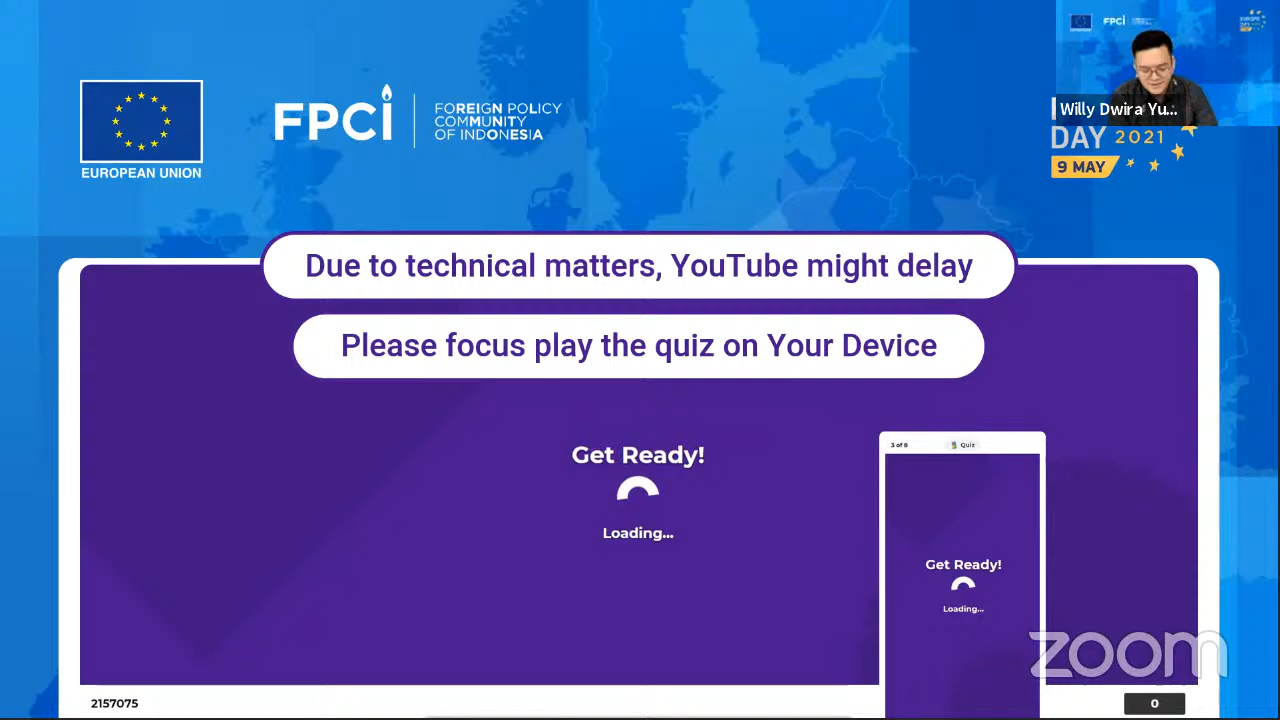 EUROPEAN UNION
FPCI
FOREIGN POLICY
COMMUNITY
OF INDONESIA
FPCI
Willy Dwira Yu...
DAY 2021
9 MAY
Due to technical matters, YouTube might delay
Please focus play the quiz on Your Device
Get Ready!
Loading...
3 of 8
Quiz
Get Ready!
Loading...
zoom
2157075
0